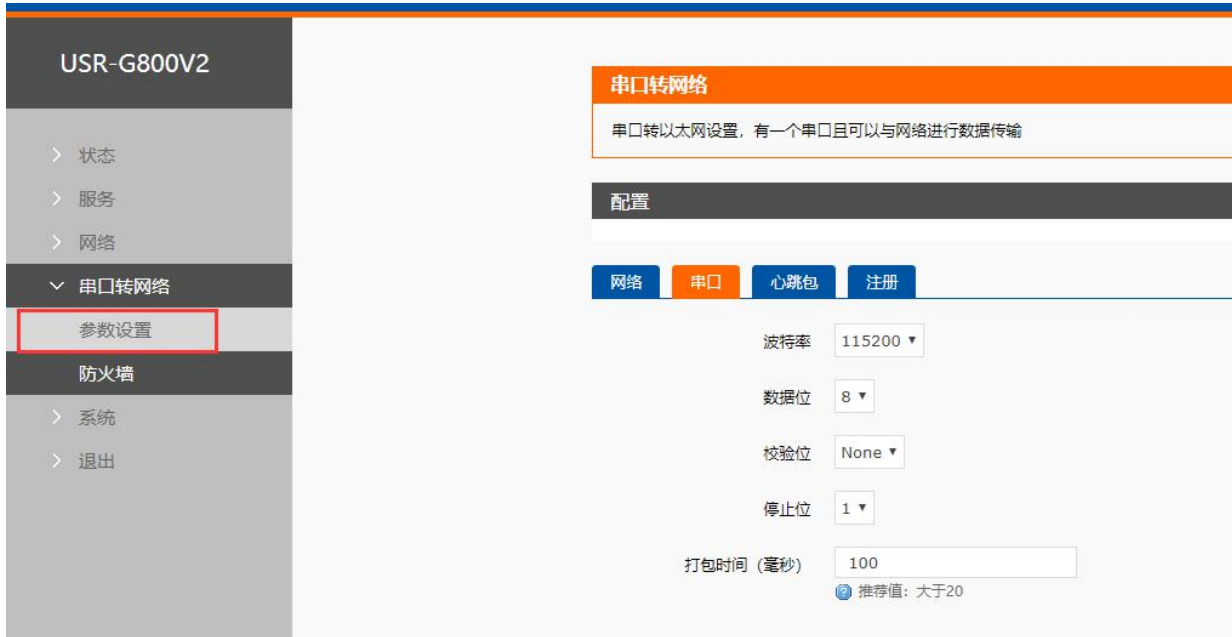 USR-G800V2
状态
服务
网络
串口转网络
参数设置
防火墙
系统
退出
串口转网络
串口转以太网设置，有一个串口且可以与网络进行数据传输
配置
网络 串口 心跳包 注册
波特率 115200
数据位 8
校验位 None
停止位 1
打包时间（毫秒） 100
推荐值：大于20